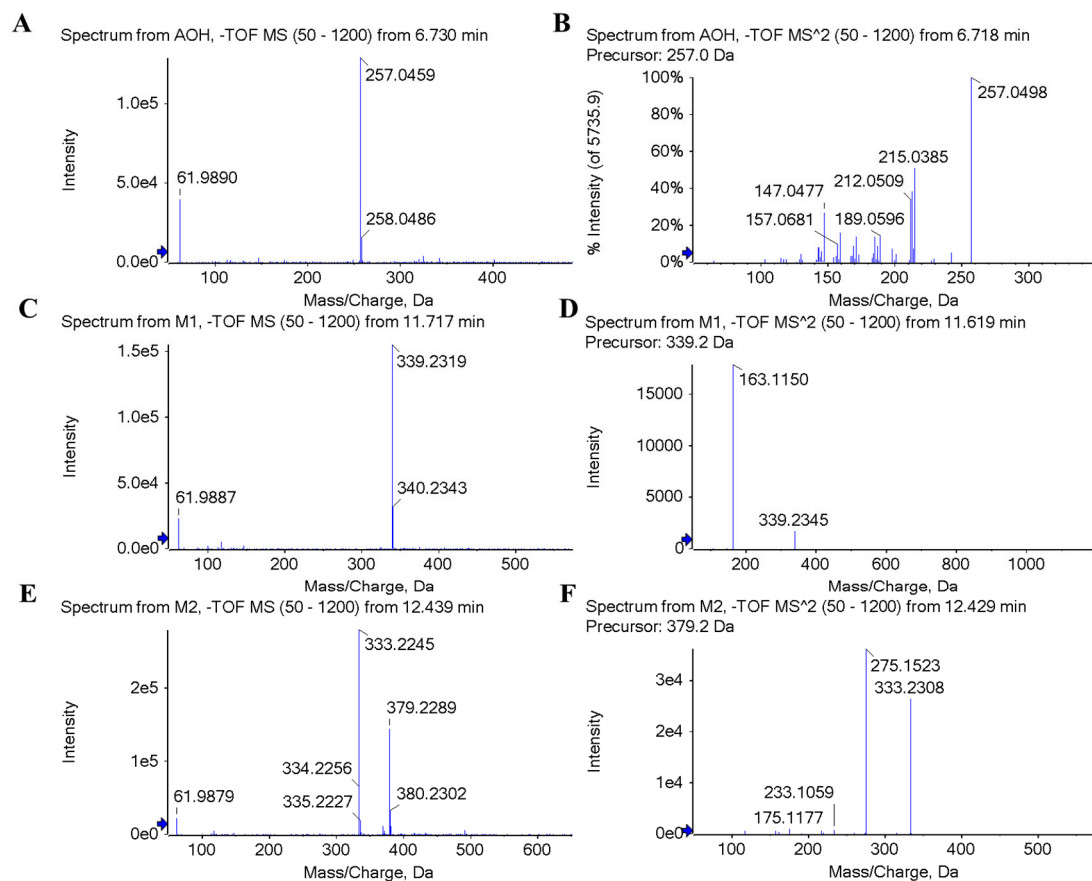 A
Spectrum from AOH, -TOF MS (50 - 1200) from 6.730 min
257.0459
1.0e5
Intensity
5.0e4
61.9890
258.0486
0.0e0
100 200 300 400
Mass/Charge, Da
B
Spectrum from AOH, -TOF MS^2 (50 - 1200) from 6.718 min
Precursor: 257.0 Da
100%
257.0498
80%
% Intensity (of 5735.9)
60%
215.0385
212.0509
40%
147.0477
157.0681
189.0596
20%
0%
100 150 200 250 300
Mass/Charge, Da
C
Spectrum from M1, -TOF MS (50 - 1200) from 11.717 min
1.5e5
339.2319
1.0e5
Intensity
5.0e4
61.9887
340.2343
0.0e0
100 200 300 400 500
Mass/Charge, Da
D
Spectrum from M1, -TOF MS^2 (50 - 1200) from 11.619 min
Precursor: 339.2 Da
163.1150
15000
10000
Intensity
5000
339.2345
0
200 400 600 800 1000
Mass/Charge, Da
E
Spectrum from M2, -TOF MS (50 - 1200) from 12.439 min
333.2245
2e5
379.2289
Intensity
1e5
334.2256
61.9879
335.2227
380.2302
0e0
100 200 300 400 500 600
Mass/Charge, Da
F
Spectrum from M2, -TOF MS^2 (50 - 1200) from 12.429 min
Precursor: 379.2 Da
275.1523
3e4
333.2308
2e4
Intensity
1e4
233.1059
175.1177
0e0
100 200 300 400 500
Mass/Charge, Da